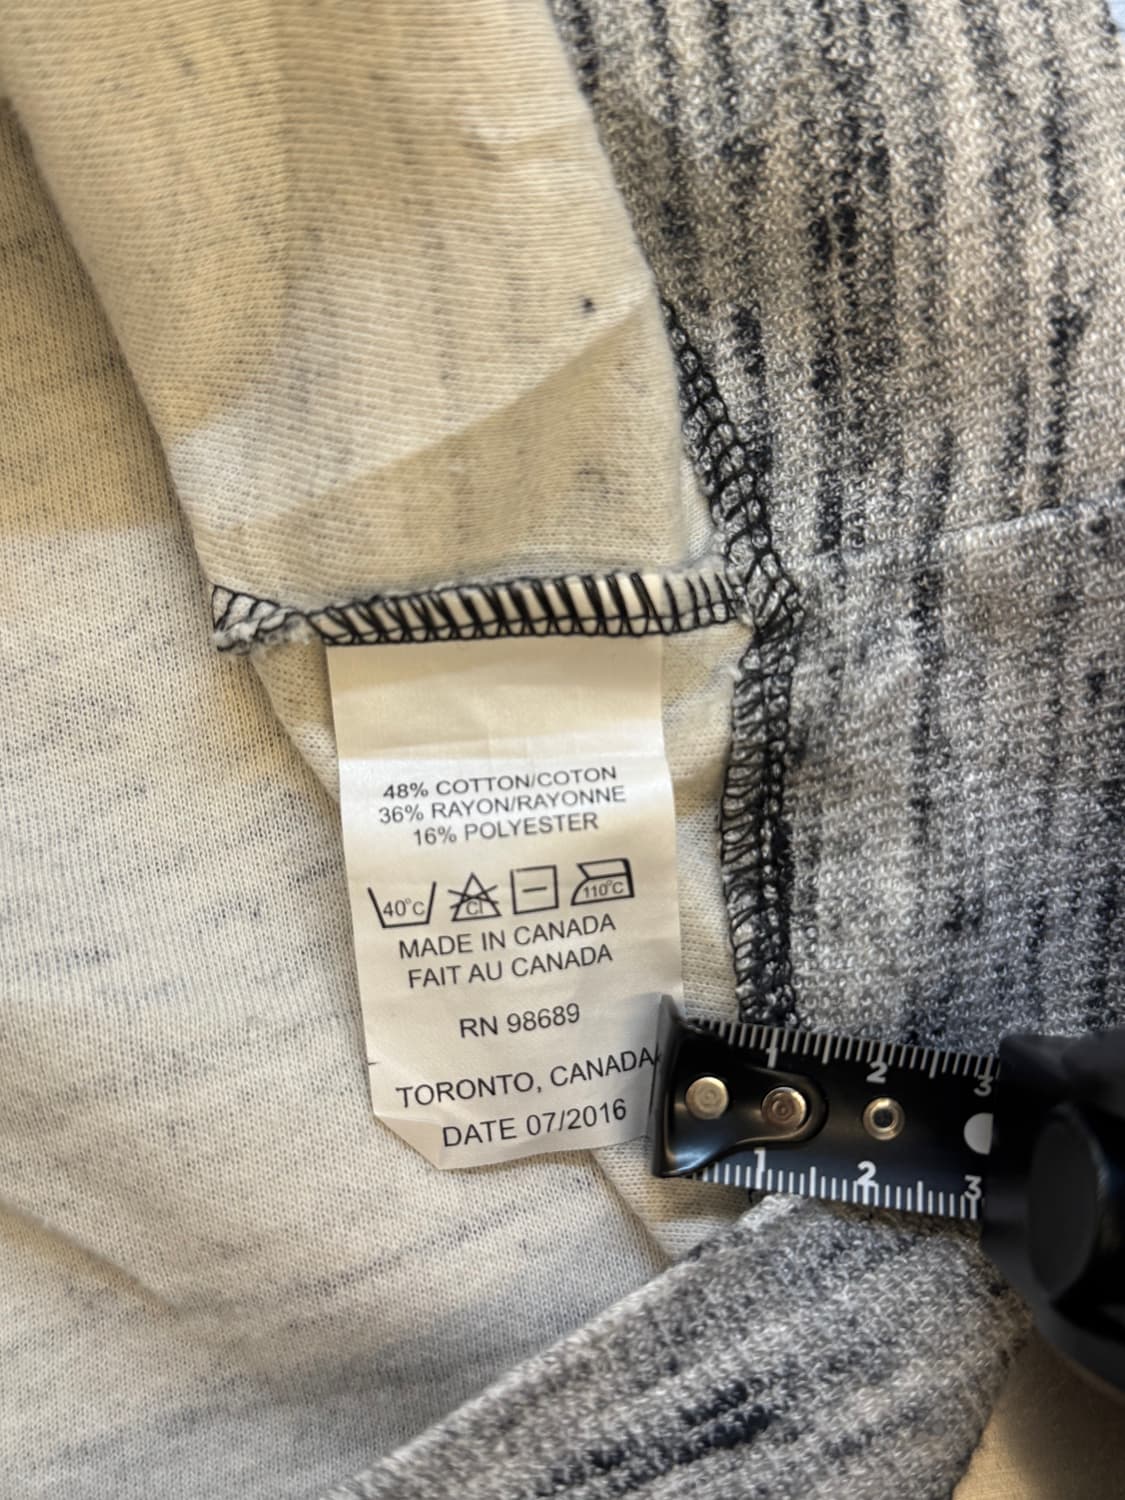 48% COTTON/COTON
36% RAYON/RAYONNE
16% POLYESTER
40°C Cl 110°C
MADE IN CANADA
FAIT AU CANADA
RN 98689
TORONTO, CANADA
DATE 07/2016
1 2 3
1 2 3